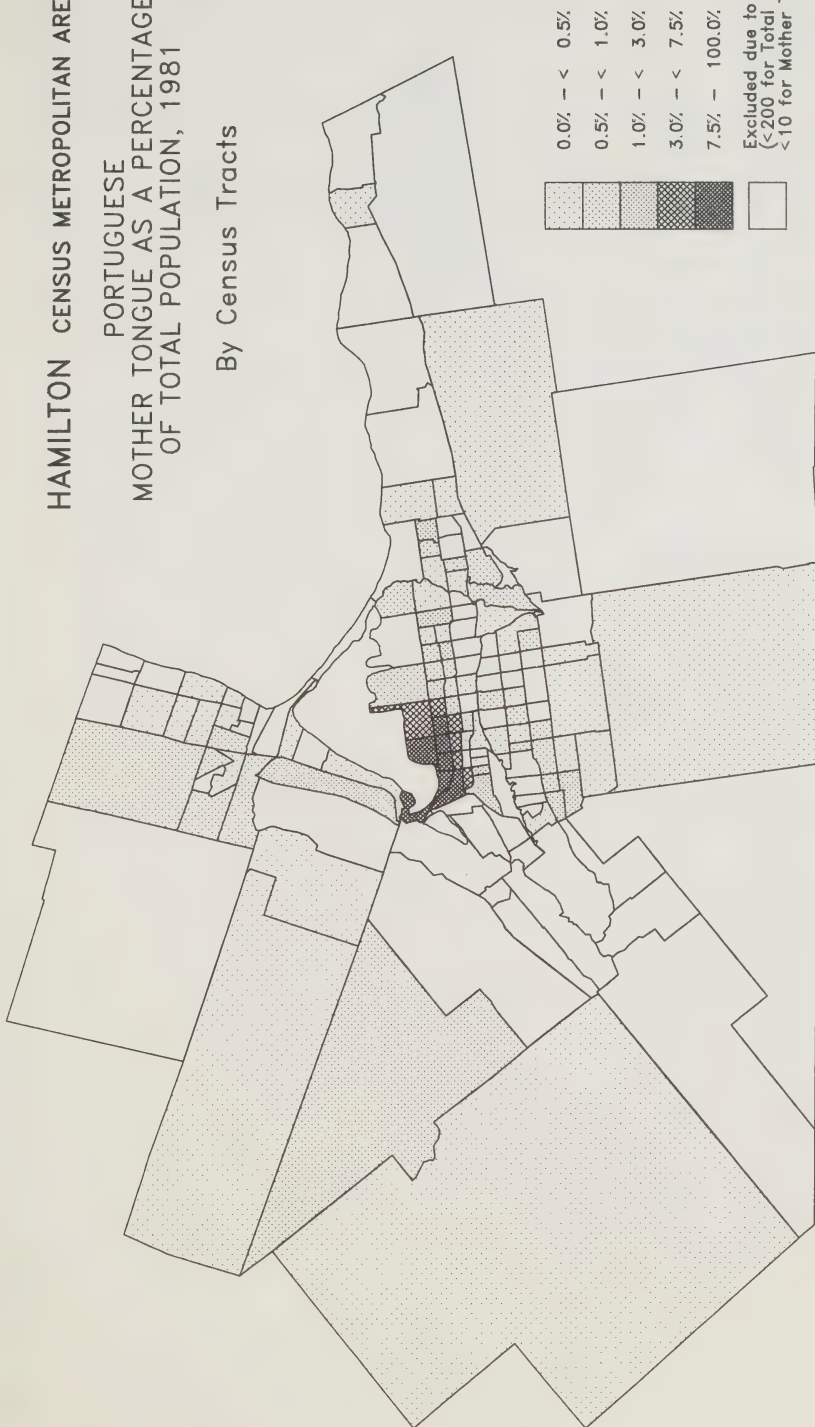 HAMILTON CENSUS METROPOLITAN ARE
PORTUGUESE
MOTHER TONGUE AS A PERCENTAGE
OF TOTAL POPULATION, 1981
By Census Tracts
0.0% - < 0.5%
0.5% - < 1.0%
1.0% - < 3.0%
3.0% - < 7.5%
7.5% - 100.0%
Excluded due to
(<200 for Total
<10 for Mother